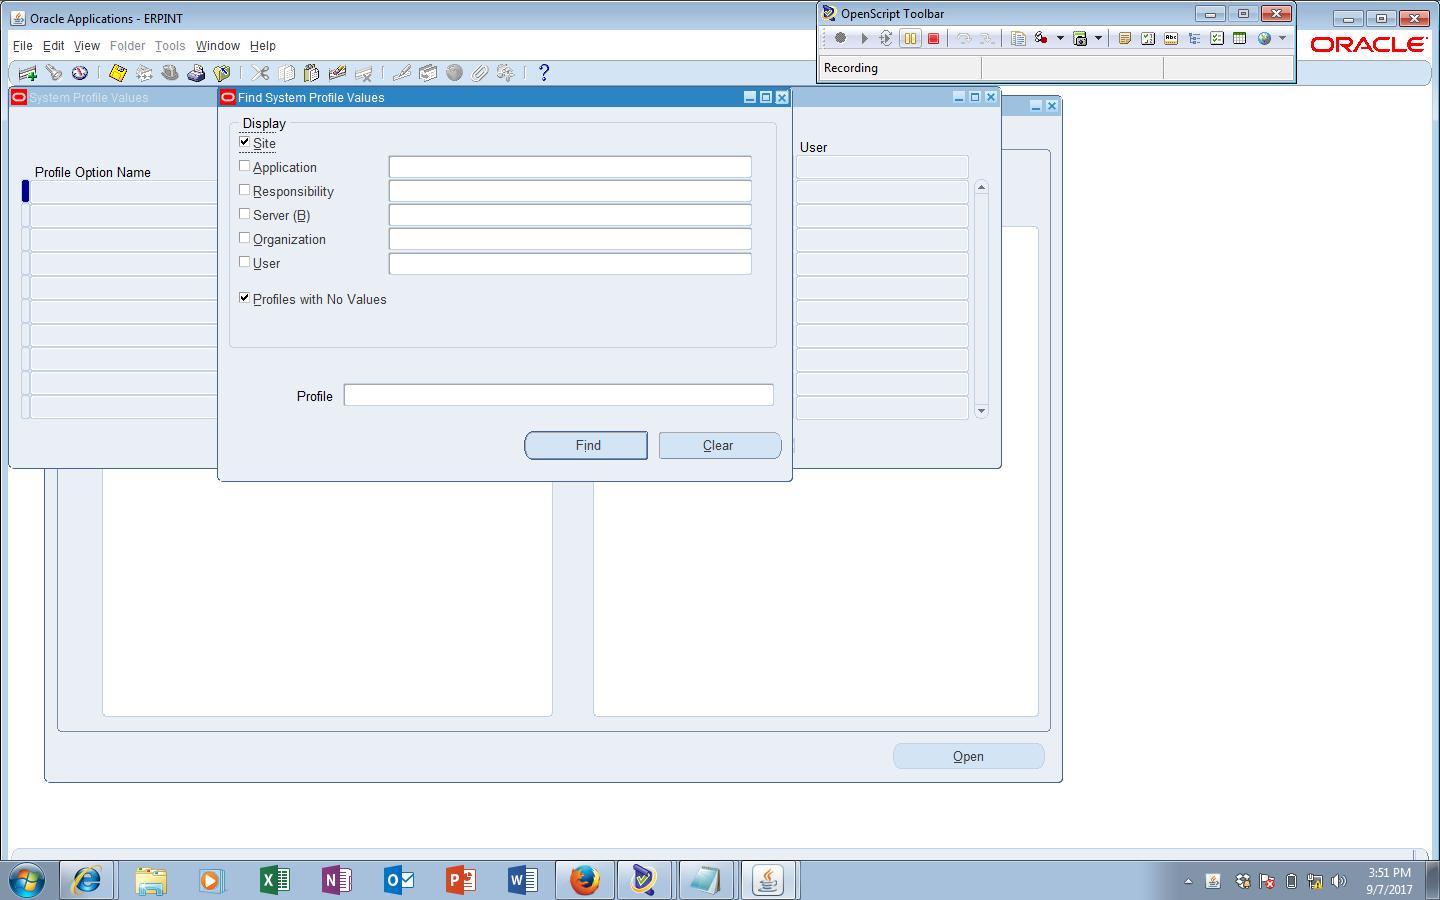 Oracle Applications - ERPINT
OpenScript Toolbar
File Edit View Folder Tools Window Help
ORACLE
Recording
System Profile Values
Find System Profile Values
Display
Site
Application
Responsibility
Server (B)
Organization
User
Profiles with No Values
Profile
Find
Clear
Profile Option Name
User
Open
3:51 PM
9/7/2017